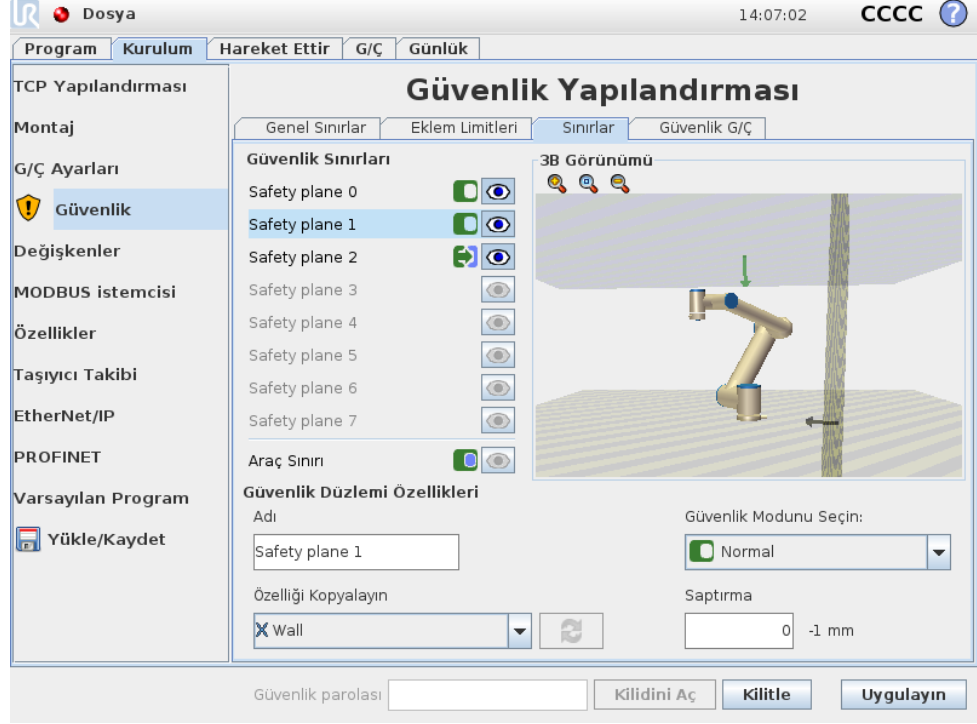 UR Dosya 14:07:02 CCCC ?
Program Kurulum Hareket Ettir G/Ç Günlük
TCP Yapılandırması
Montaj
G/Ç Ayarları
Güvenlik
Değişkenler
MODBUS istemcisi
Özellikler
Taşıyıcı Takibi
EtherNet/IP
PROFINET
Varsayılan Program
Yükle/Kaydet
Güvenlik Yapılandırması
Genel Sınırlar Eklem Limitleri Sınırlar Güvenlik G/Ç
Güvenlik Sınırları
Safety plane 0
Safety plane 1
Safety plane 2
Safety plane 3
Safety plane 4
Safety plane 5
Safety plane 6
Safety plane 7
Araç Sınırı
3B Görünümü
Güvenlik Düzlemi Özellikleri
Adı
Safety plane 1
Güvenlik Modunu Seçin:
Normal
Özelliği Kopyalayın
Wall
Saptırma
0 -1 mm
Güvenlik parolası Kilidini Aç Kilitle Uygulayın